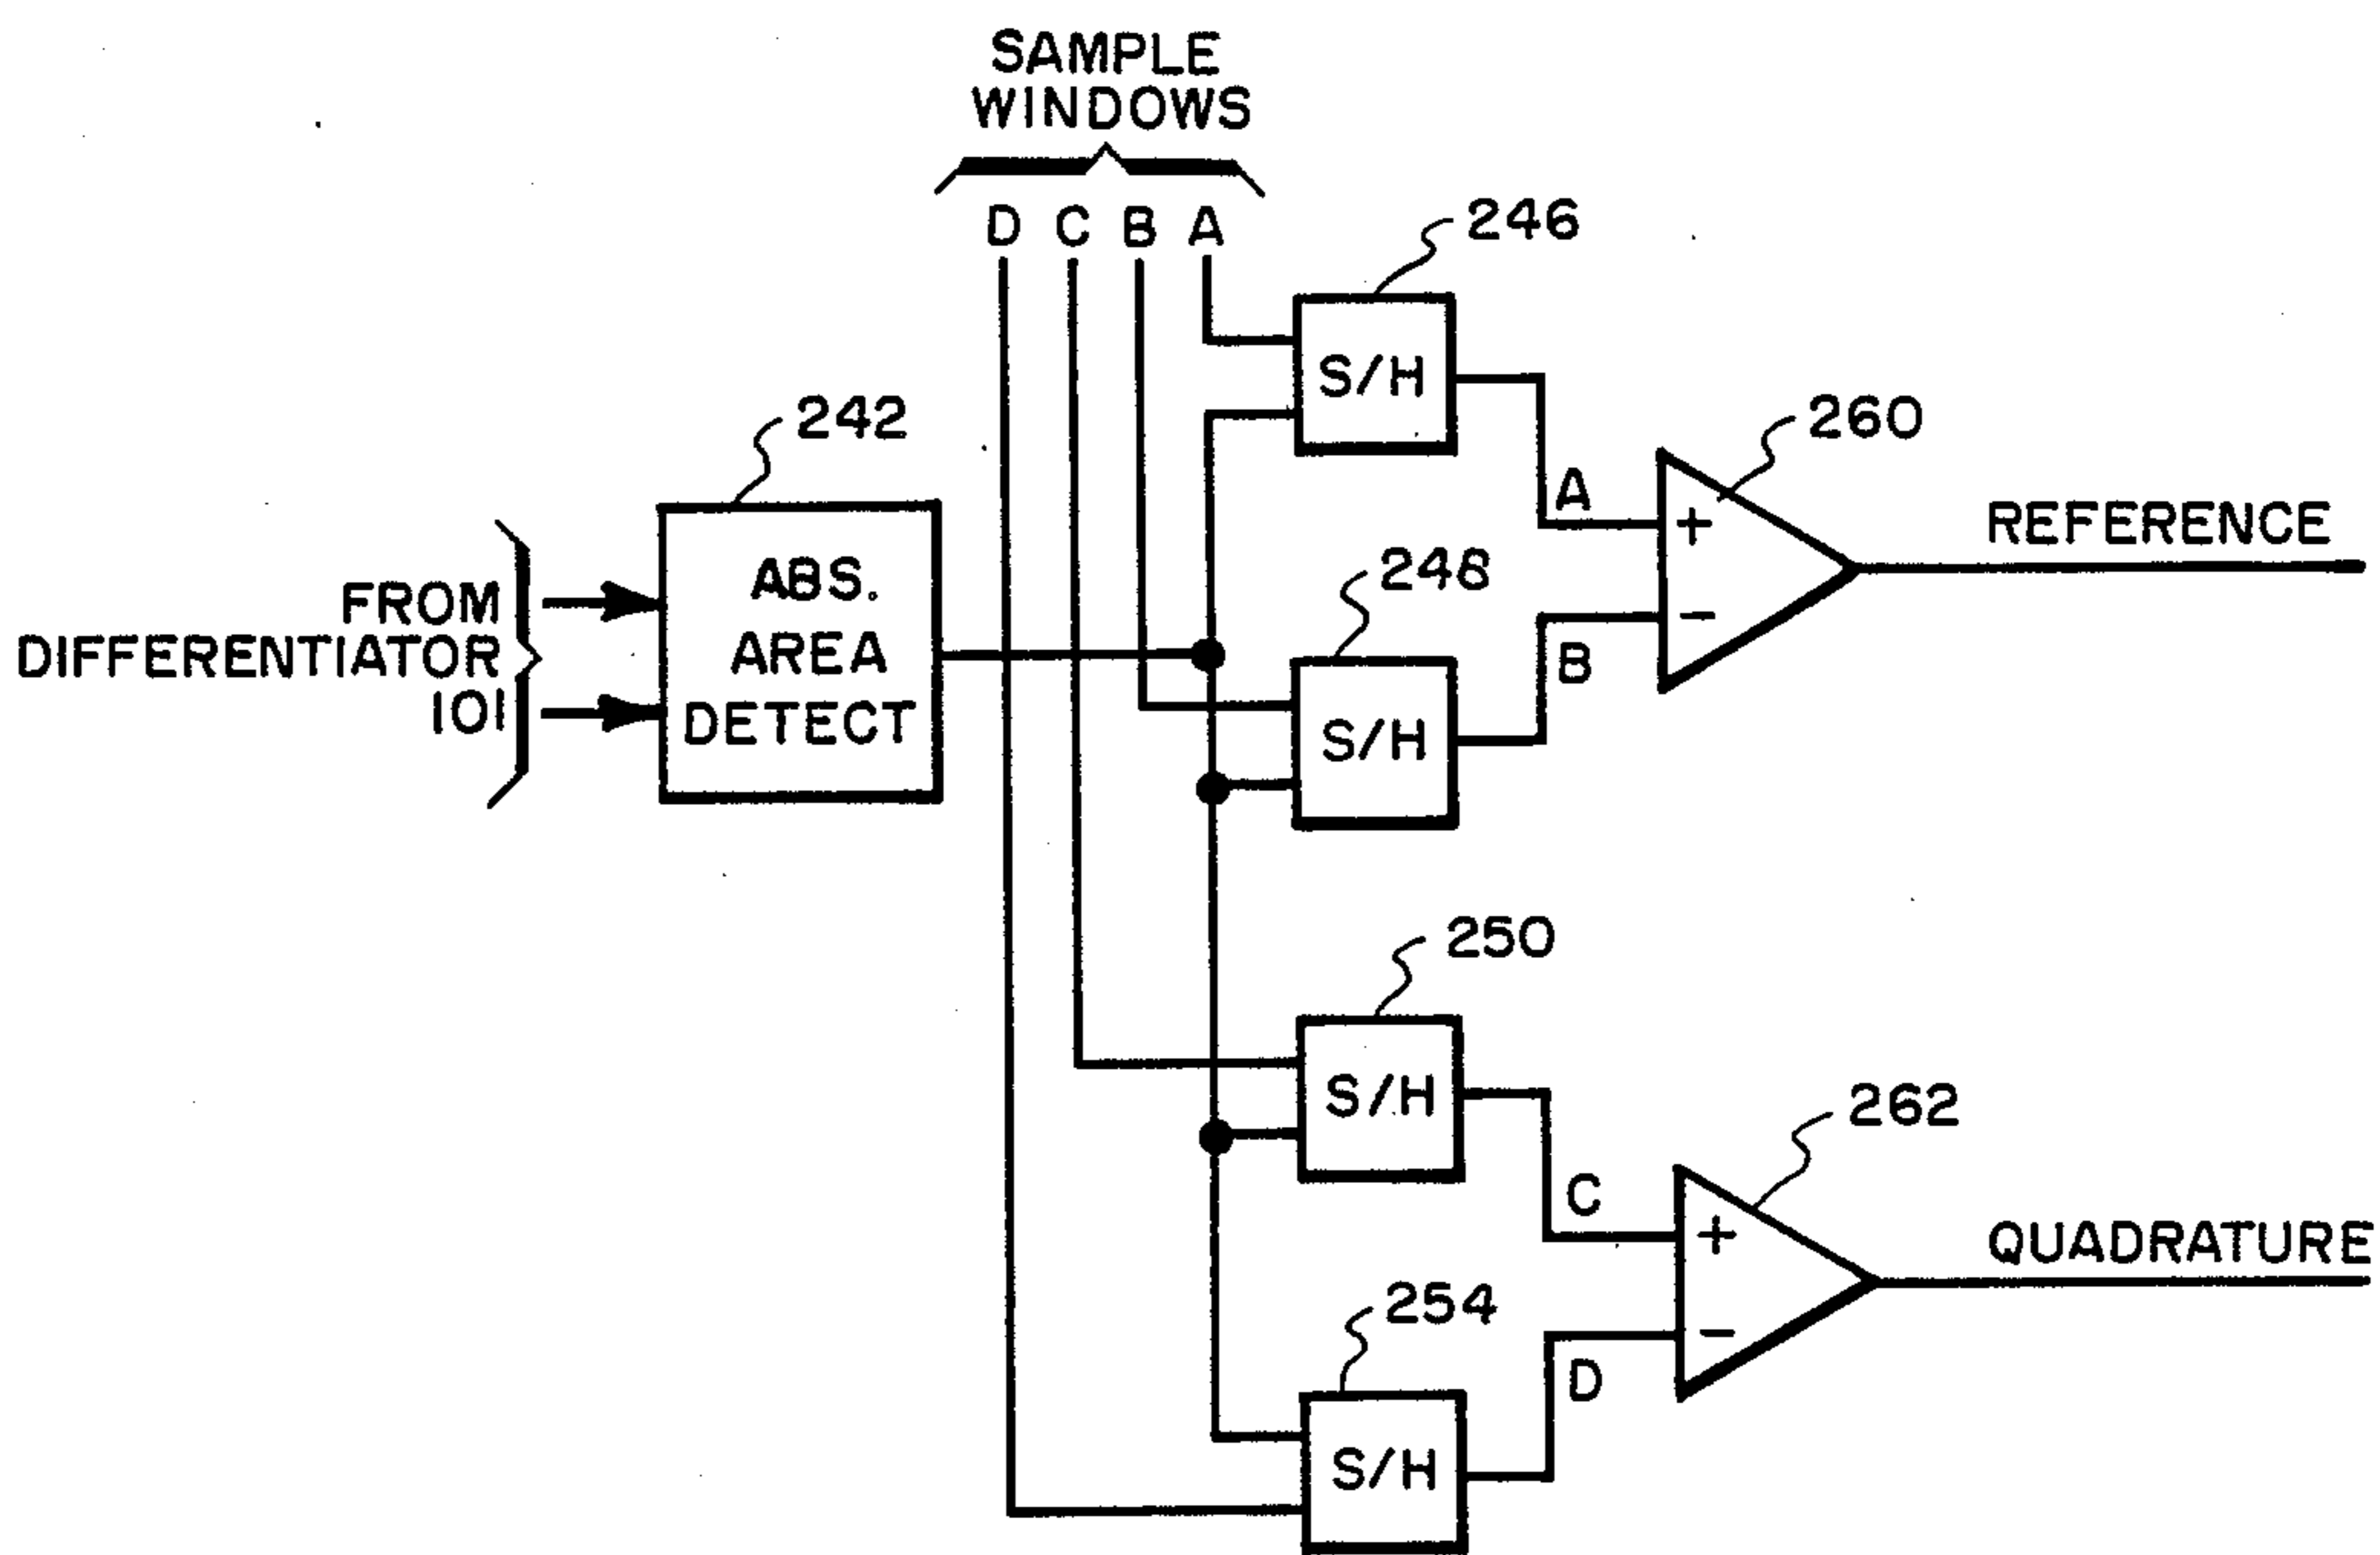 SAMPLE
WINDOWS
D C B A
246
S/H
242
260
A
+
REFERENCE
248
FROM
DIFFERENTIATOR
101
ABS.
AREA
DETECT
−
B
S/H
250
S/H
262
C
+
QUADRATURE
254
−
D
S/H